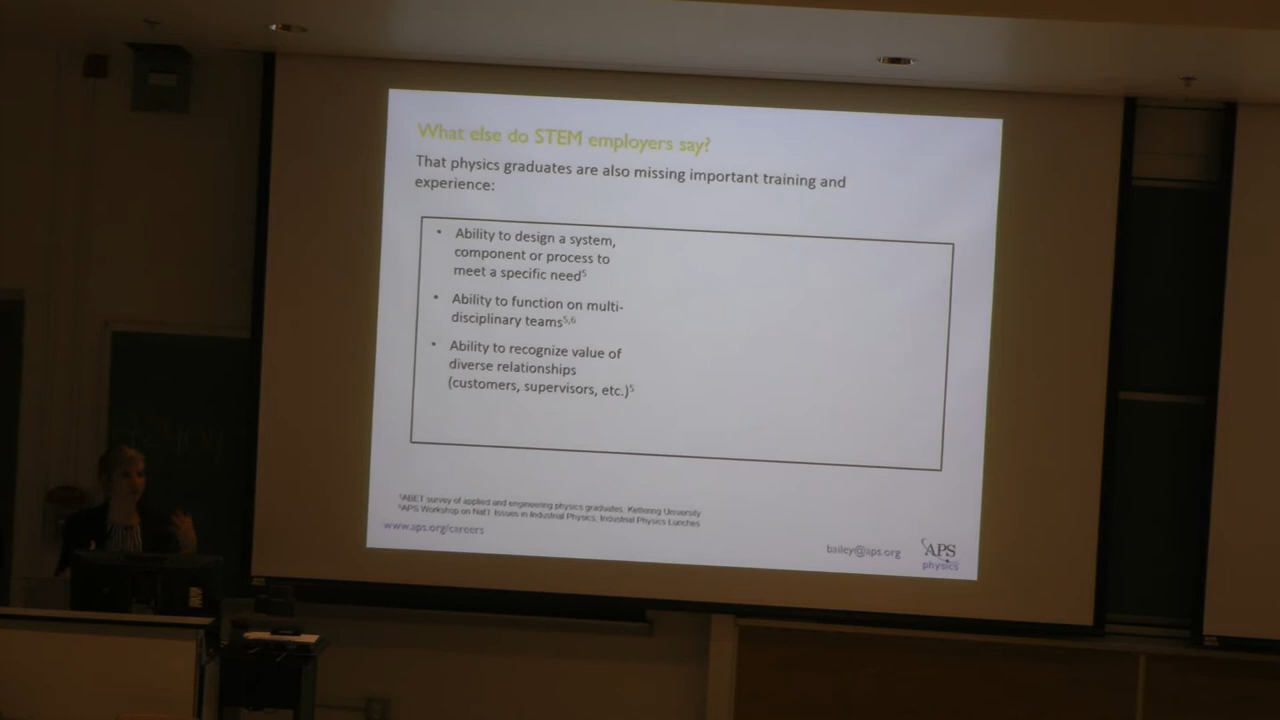 What else do STEM employers say?
That physics graduates are also missing important training and
experience:
• Ability to design a system,
component or process to
meet a specific need⁵
• Ability to function on multi-
disciplinary teams⁵,⁶
• Ability to recognize value of
diverse relationships
(customers, supervisors, etc.)⁵
⁵ABET survey of applied and engineering physics graduates, Kettering University
⁶APS Workshop on Nat'l Issues in Industrial Physics, Industrial Physics Lunches
www.aps.org/careers
bailey@aps.org
APS
physics